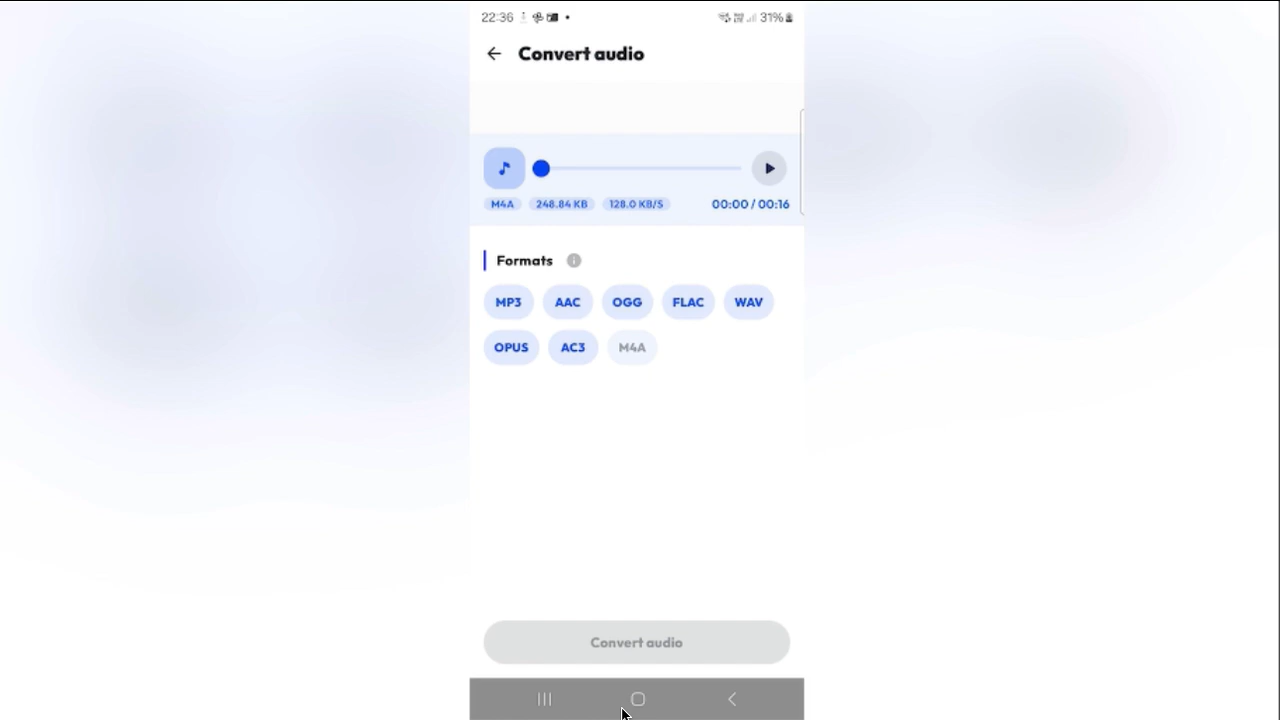 22:36 31%
Convert audio
M4A 248.84 KB 128.0 KB/S 00:00 / 00:16
Formats
MP3 AAC OGG FLAC WAV
OPUS AC3 M4A
Convert audio